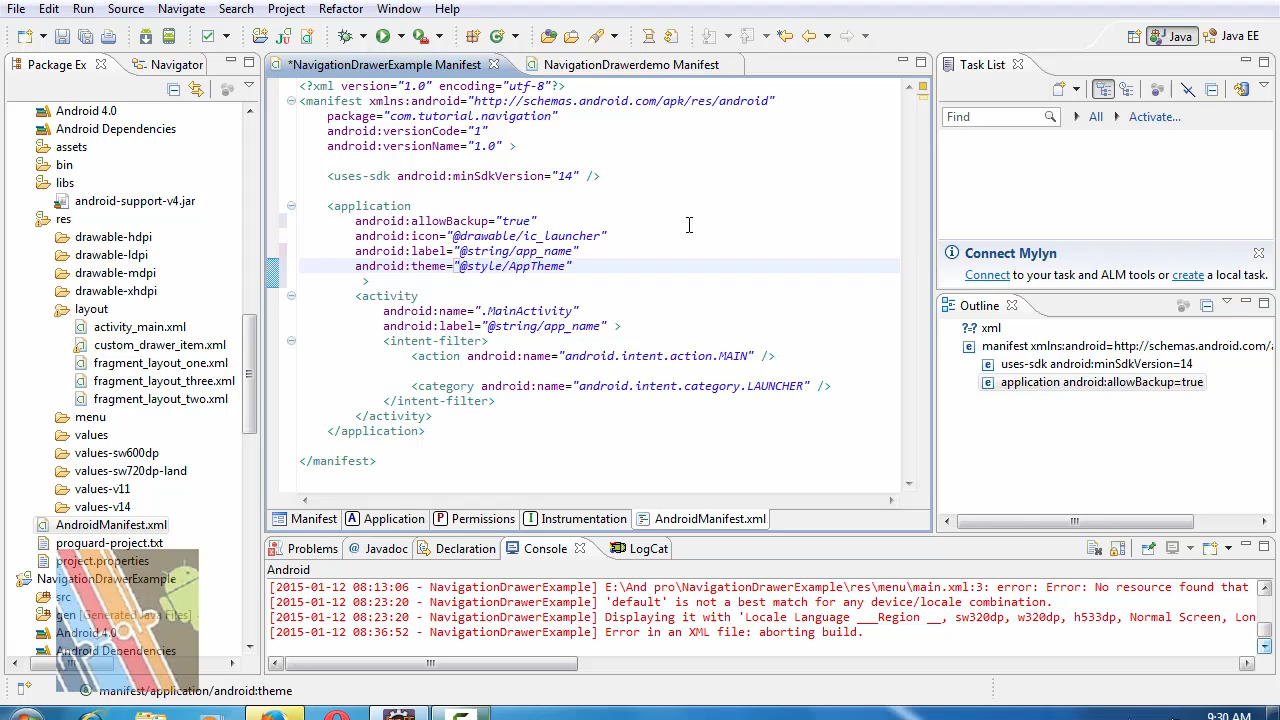 File Edit Run Source Navigate Search Project Refactor Window Help
Java
Java EE
Package Ex
Navigator
Android 4.0
Android Dependencies
assets
bin
libs
android-support-v4.jar
res
drawable-hdpi
drawable-ldpi
drawable-mdpi
drawable-xhdpi
layout
activity_main.xml
custom_drawer_item.xml
fragment_layout_one.xml
fragment_layout_three.xml
fragment_layout_two.xml
menu
values
values-sw600dp
values-sw720dp-land
values-v11
values-v14
AndroidManifest.xml
proguard-project.txt
project.properties
NavigationDrawerExample
src
gen [Generated Java Files]
Android 4.0
Android Dependencies
*NavigationDrawerExample Manifest
NavigationDrawerdemo Manifest
<?xml version="1.0" encoding="utf-8"?>
<manifest xmlns:android="http://schemas.android.com/apk/res/android"
package="com.tutorial.navigation"
android:versionCode="1"
android:versionName="1.0" >
<uses-sdk android:minSdkVersion="14" />
<application
android:allowBackup="true"
android:icon="@drawable/ic_launcher"
android:label="@string/app_name"
android:theme="@style/AppTheme"
>
<activity
android:name=".MainActivity"
android:label="@string/app_name" >
<intent-filter>
<action android:name="android.intent.action.MAIN" />
<category android:name="android.intent.category.LAUNCHER" />
</intent-filter>
</activity>
</application>
</manifest>
Manifest
Application
Permissions
Instrumentation
AndroidManifest.xml
Task List
Find
All
Activate...
Connect Mylyn
Connect to your task and ALM tools or create a local task.
Outline
xml
manifest xmlns:android=http://schemas.android.com/a
uses-sdk android:minSdkVersion=14
application android:allowBackup=true
Problems
Javadoc
Declaration
Console
LogCat
Android
[2015-01-12 08:13:06 - NavigationDrawerExample] E:\And pro\NavigationDrawerExample\res\menu\main.xml:3: error: Error: No resource found that
[2015-01-12 08:23:20 - NavigationDrawerExample] 'default' is not a best match for any device/locale combination.
[2015-01-12 08:23:20 - NavigationDrawerExample] Displaying it with 'Locale Language ___Region __, sw320dp, w320dp, h533dp, Normal Screen, Lon
[2015-01-12 08:36:52 - NavigationDrawerExample] Error in an XML file: aborting build.
manifest/application/android:theme
9:30 AM